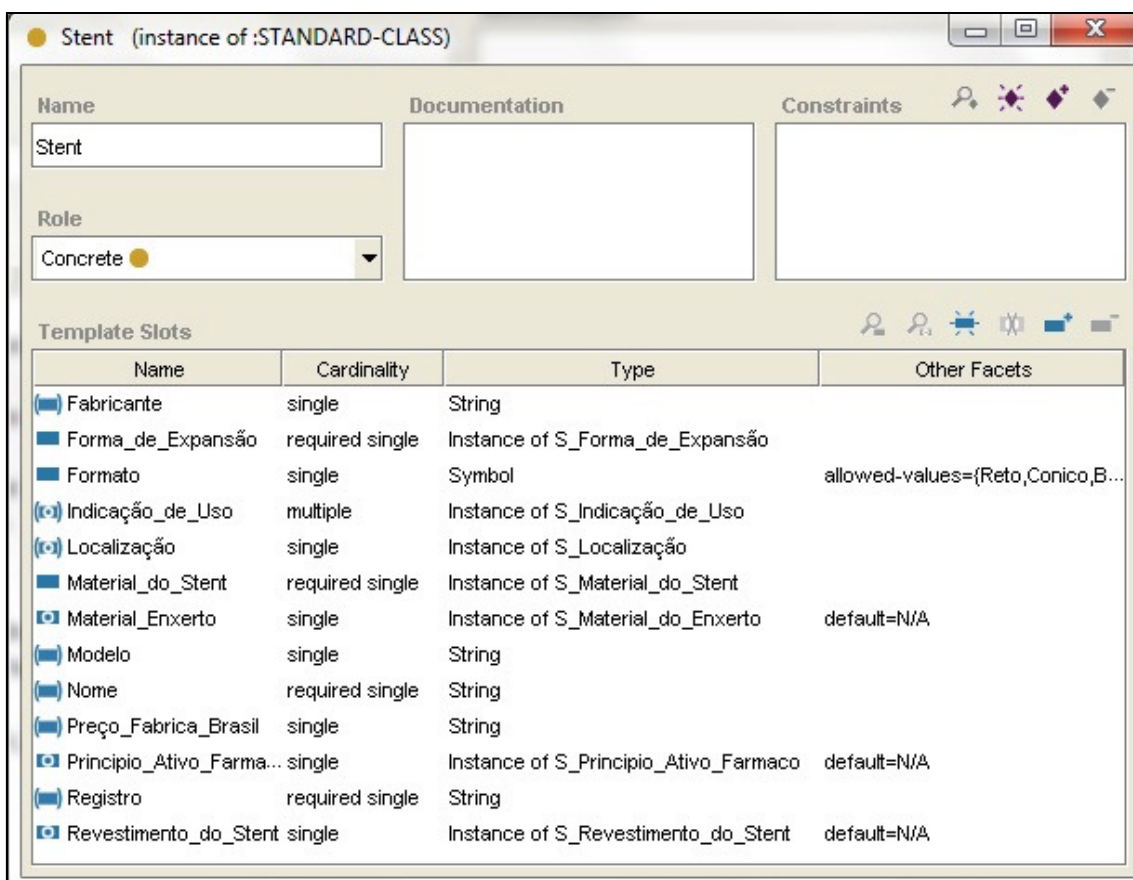 Stent (instance of :STANDARD-CLASS)
Name Documentation Constraints
Stent
Role
Concrete
Template Slots
Name Cardinality Type Other Facets
Fabricante single String
Forma_de_Expansão required single Instance of S_Forma_de_Expansão
Formato single Symbol allowed-values={Reto,Conico,B...
Indicação_de_Uso multiple Instance of S_Indicação_de_Uso
Localização single Instance of S_Localização
Material_do_Stent required single Instance of S_Material_do_Stent
Material_Enxerto single Instance of S_Material_do_Enxerto default=N/A
Modelo single String
Nome required single String
Preço_Fabrica_Brasil single String
Principio_Ativo_Farma... single Instance of S_Principio_Ativo_Farmaco default=N/A
Registro required single String
Revestimento_do_Stent single Instance of S_Revestimento_do_Stent default=N/A